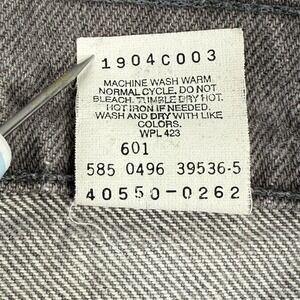 1904C003
MACHINE WASH WARM
NORMAL CYCLE. DO NOT
BLEACH. TUMBLE DRY HOT.
HOT IRON IF NEEDED.
WASH AND DRY WITH LIKE
COLORS.
WPL 423
601
585 0496 39536-5
40550-0262